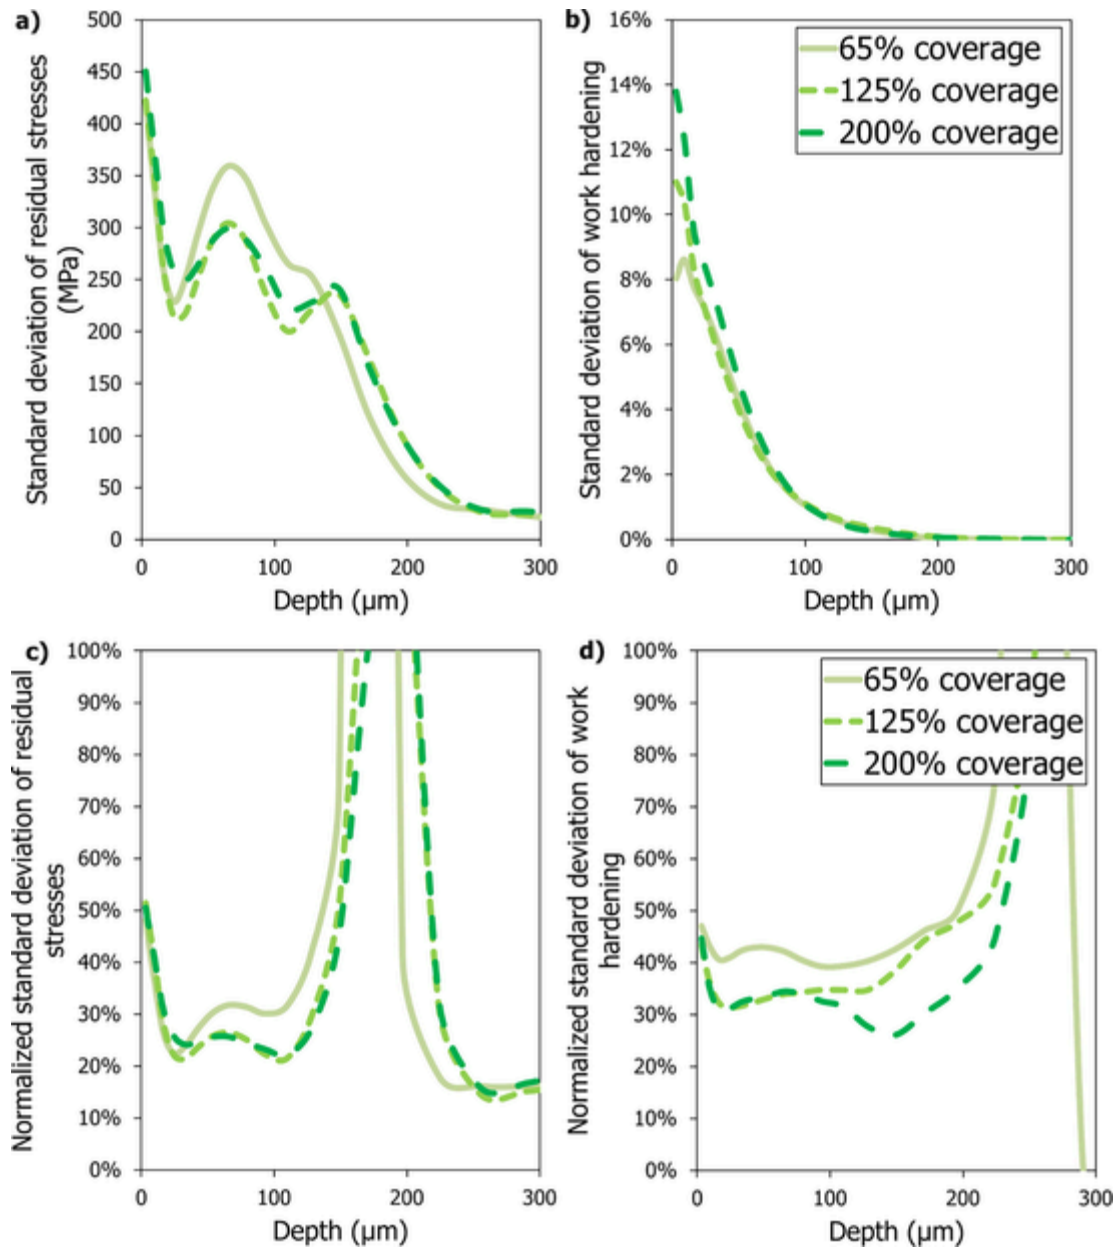 a)
500
450
400
350
300
250
200
150
100
50
0
Standard deviation of residual stresses
(MPa)
0
100
200
300
Depth (µm)
b)
16%
14%
12%
10%
8%
6%
4%
2%
0%
Standard deviation of work hardening
65% coverage
125% coverage
200% coverage
0
100
200
300
Depth (µm)
c)
100%
90%
80%
70%
60%
50%
40%
30%
20%
10%
0%
Normalized standard deviation of residual
stresses
0
100
200
300
Depth (µm)
d)
100%
90%
80%
70%
60%
50%
40%
30%
20%
10%
0%
Normalized standard deviation of work
hardening
65% coverage
125% coverage
200% coverage
0
100
200
300
Depth (µm)